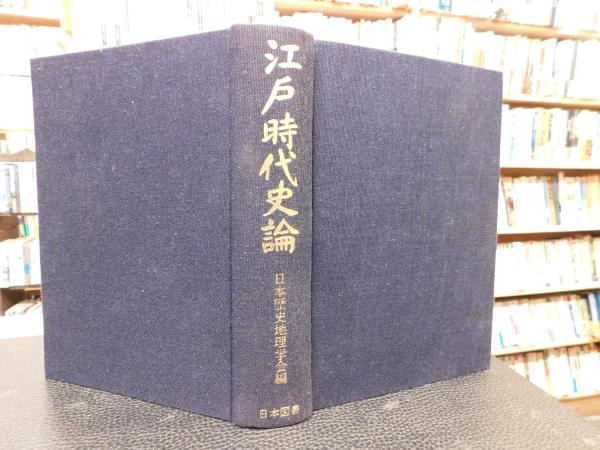 江戸時代史論
日本歴史地理学会編
日本図書